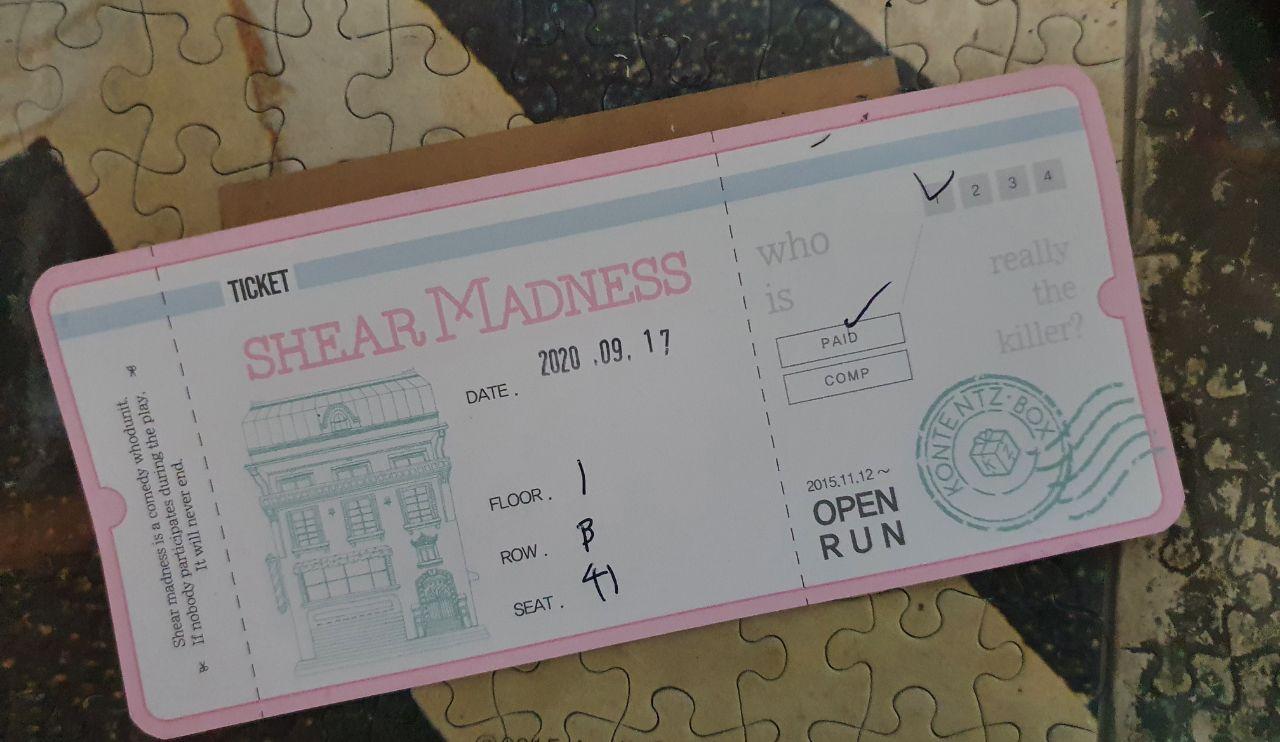 TICKET
SHEAR MADNESS
DATE. 2020.09.17
FLOOR. 1
ROW. B
SEAT. 41
Shear madness is a comedy whodunit.
If nobody participates during the play.
It will never end.
1 2 3 4
who
is
really
the
killer?
PAID
COMP
2015.11.12~
OPEN
RUN
KONTENTZ·BOX